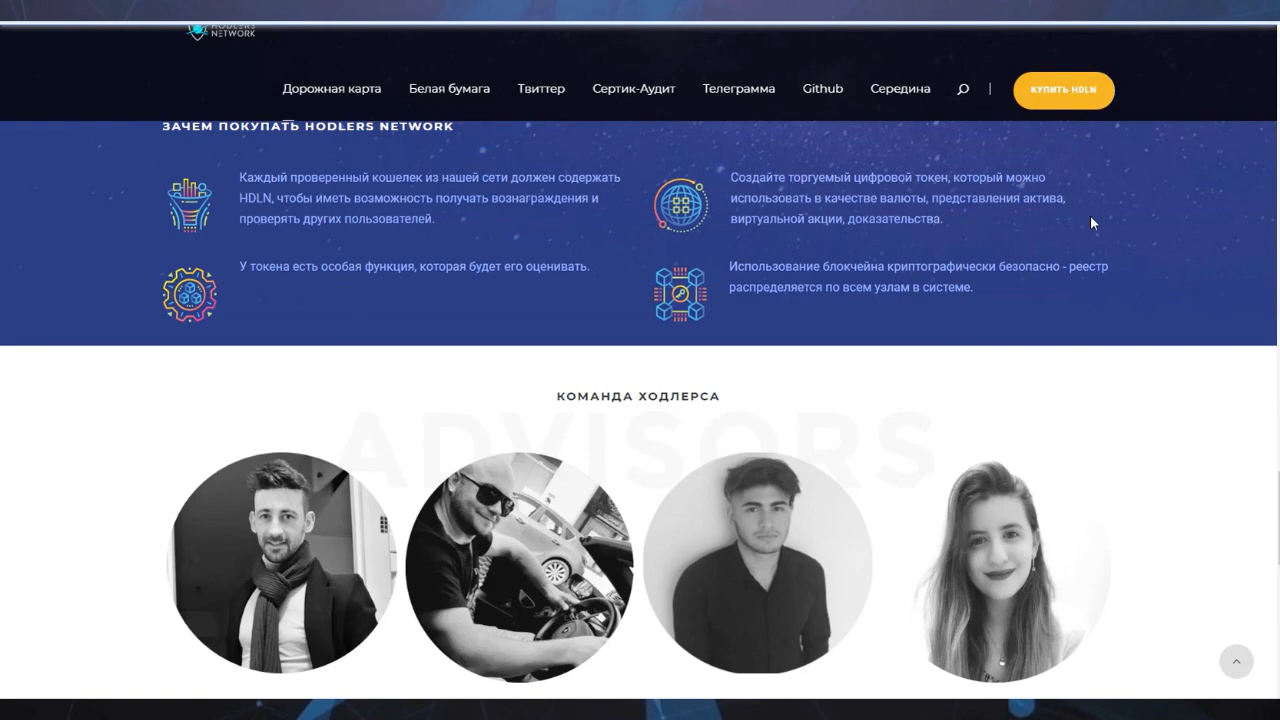 HODLERS
NETWORK
Дорожная карта
Белая бумага
Твиттер
Сертик-Аудит
Телеграмма
Github
Середина
КУПИТЬ HDLN
ЗАЧЕМ ПОКУПАТЬ HODLERS NETWORK
Каждый проверенный кошелек из нашей сети должен содержать
HDLN, чтобы иметь возможность получать вознаграждения и
проверять других пользователей.
Создайте торгуемый цифровой токен, который можно
использовать в качестве валюты, представления актива,
виртуальной акции, доказательства.
У токена есть особая функция, которая будет его оценивать.
Использование блокчейна криптографически безопасно - реестр
распределяется по всем узлам в системе.
КОМАНДА ХОДЛЕРСА
ADVISORS